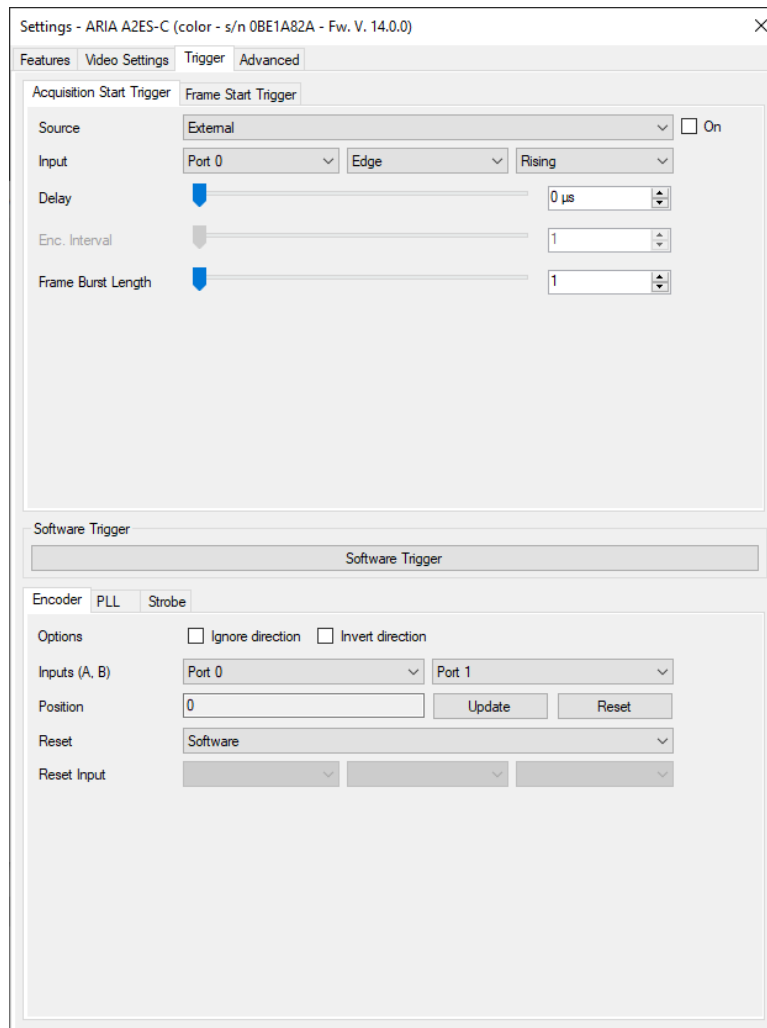 Settings - ARIA A2ES-C (color - s/n 0BE1A82A - Fw. V. 14.0.0)
Features Video Settings Trigger Advanced
Acquisition Start Trigger Frame Start Trigger
Source External On
Input Port 0 Edge Rising
Delay 0 µs
Enc. Interval 1
Frame Burst Length 1
Software Trigger
Software Trigger
Encoder PLL Strobe
Options Ignore direction Invert direction
Inputs (A, B) Port 0 Port 1
Position 0 Update Reset
Reset Software
Reset Input